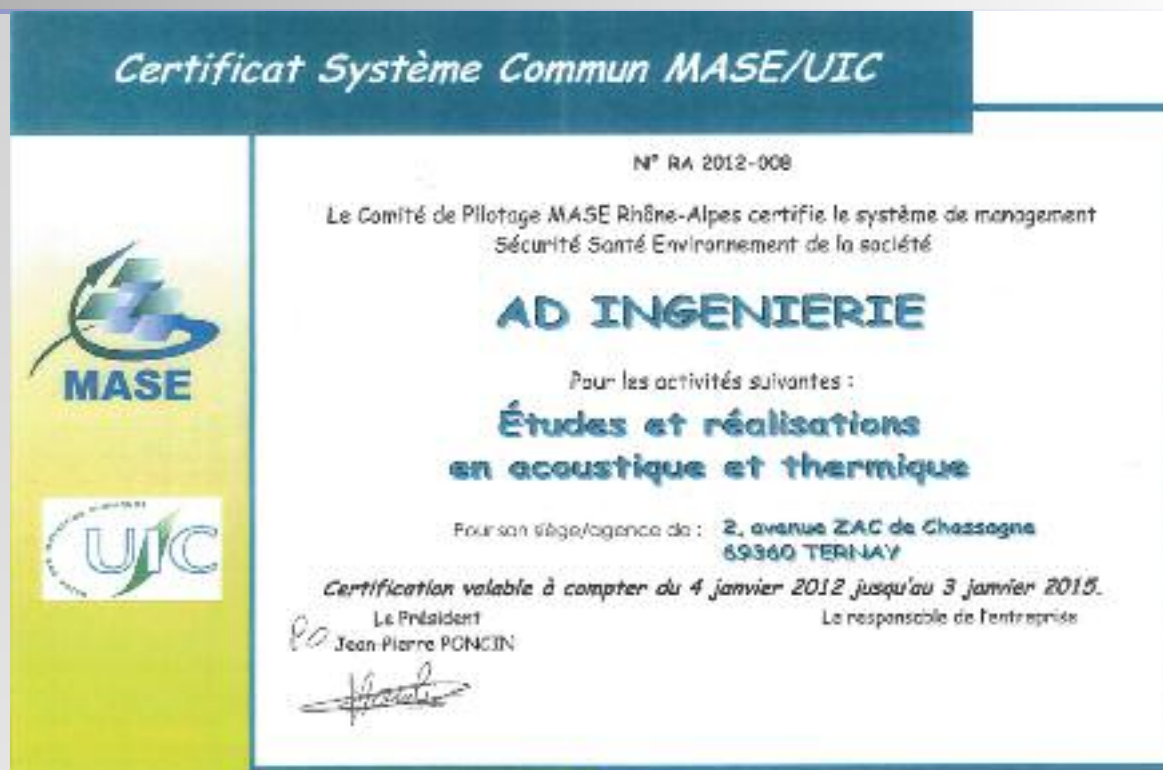 Certificat Système Commun MASE/UIC
N° RA 2012-008
Le Comité de Pilotage MASE Rhône-Alpes certifie le système de management
Sécurité Santé Environnement de la société
AD INGENIERIE
Pour les activités suivantes :
Études et réalisations
en acoustique et thermique
Pour son siège/agence de : 2, avenue ZAC de Chassagne
69360 TERNAY
Certification valable à compter du 4 janvier 2012 jusqu'au 3 janvier 2015.
Le Président
Le responsable de l'entreprise
PO Jean-Pierre PONCIN
MASE
UIC